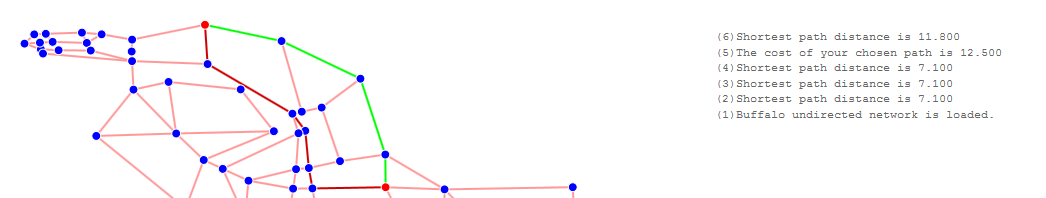 (6)Shortest path distance is 11.800
(5)The cost of your chosen path is 12.500
(4)Shortest path distance is 7.100
(3)Shortest path distance is 7.100
(2)Shortest path distance is 7.100
(1)Buffalo undirected network is loaded.